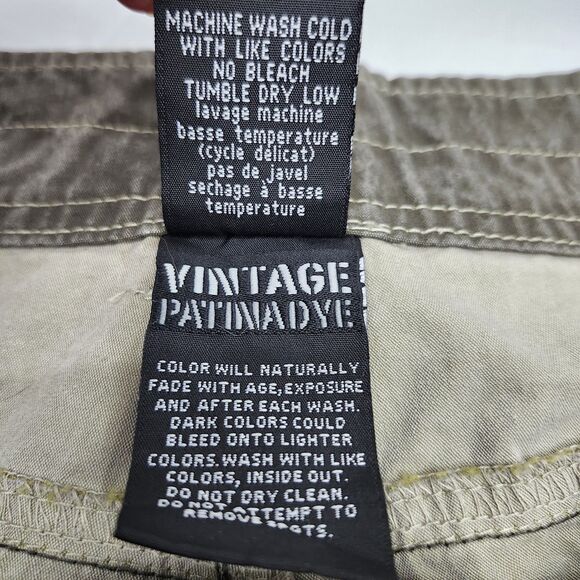 MACHINE WASH COLD
WITH LIKE COLORS
NO BLEACH
TUMBLE DRY LOW
lavage machine
basse temperature
(cycle delicat)
pas de javel
sechage à basse
temperature
VINTAGE
PATINADYE
COLOR WILL NATURALLY
FADE WITH AGE, EXPOSURE
AND AFTER EACH WASH.
DARK COLORS COULD
BLEED ONTO LIGHTER
COLORS. WASH WITH LIKE
COLORS, INSIDE OUT.
DO NOT DRY CLEAN.
DO NOT ATTEMPT TO
REMOVE SPOTS.